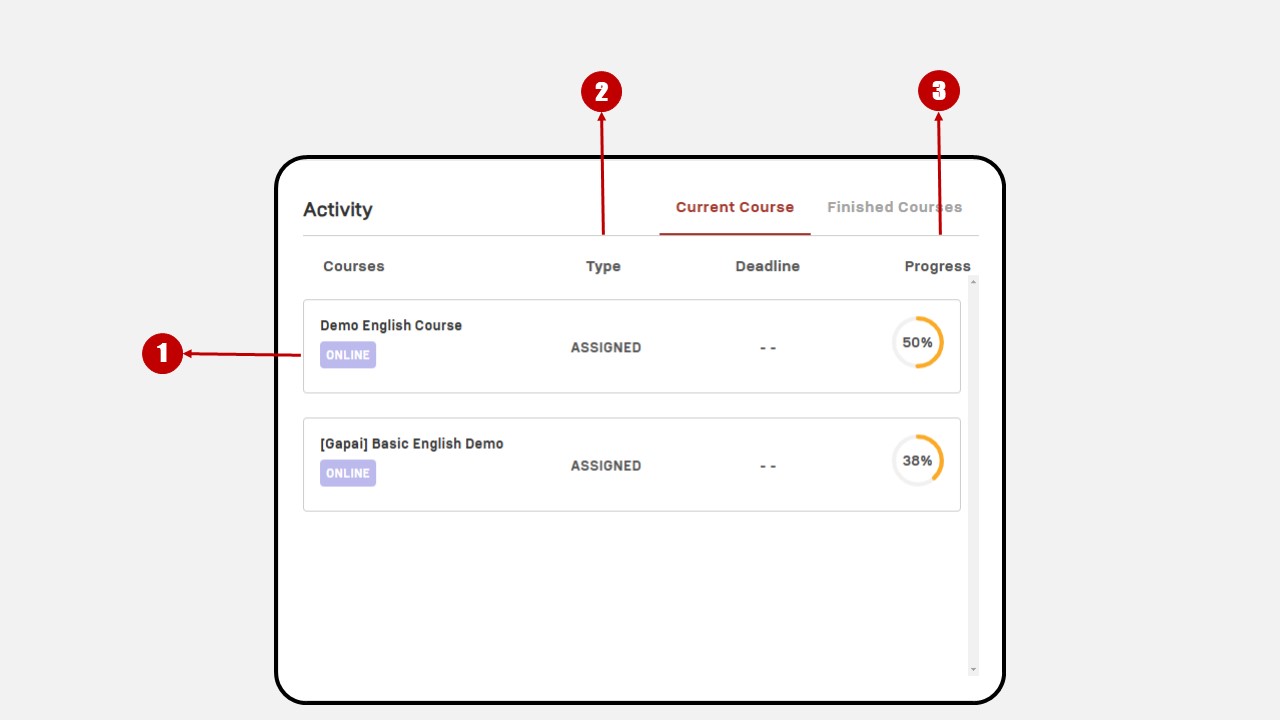 2 3
Activity Current Course Finished Courses
Courses Type Deadline Progress
Demo English Course
1 ONLINE ASSIGNED - - 50%
[Gapai] Basic English Demo
ONLINE ASSIGNED - - 38%